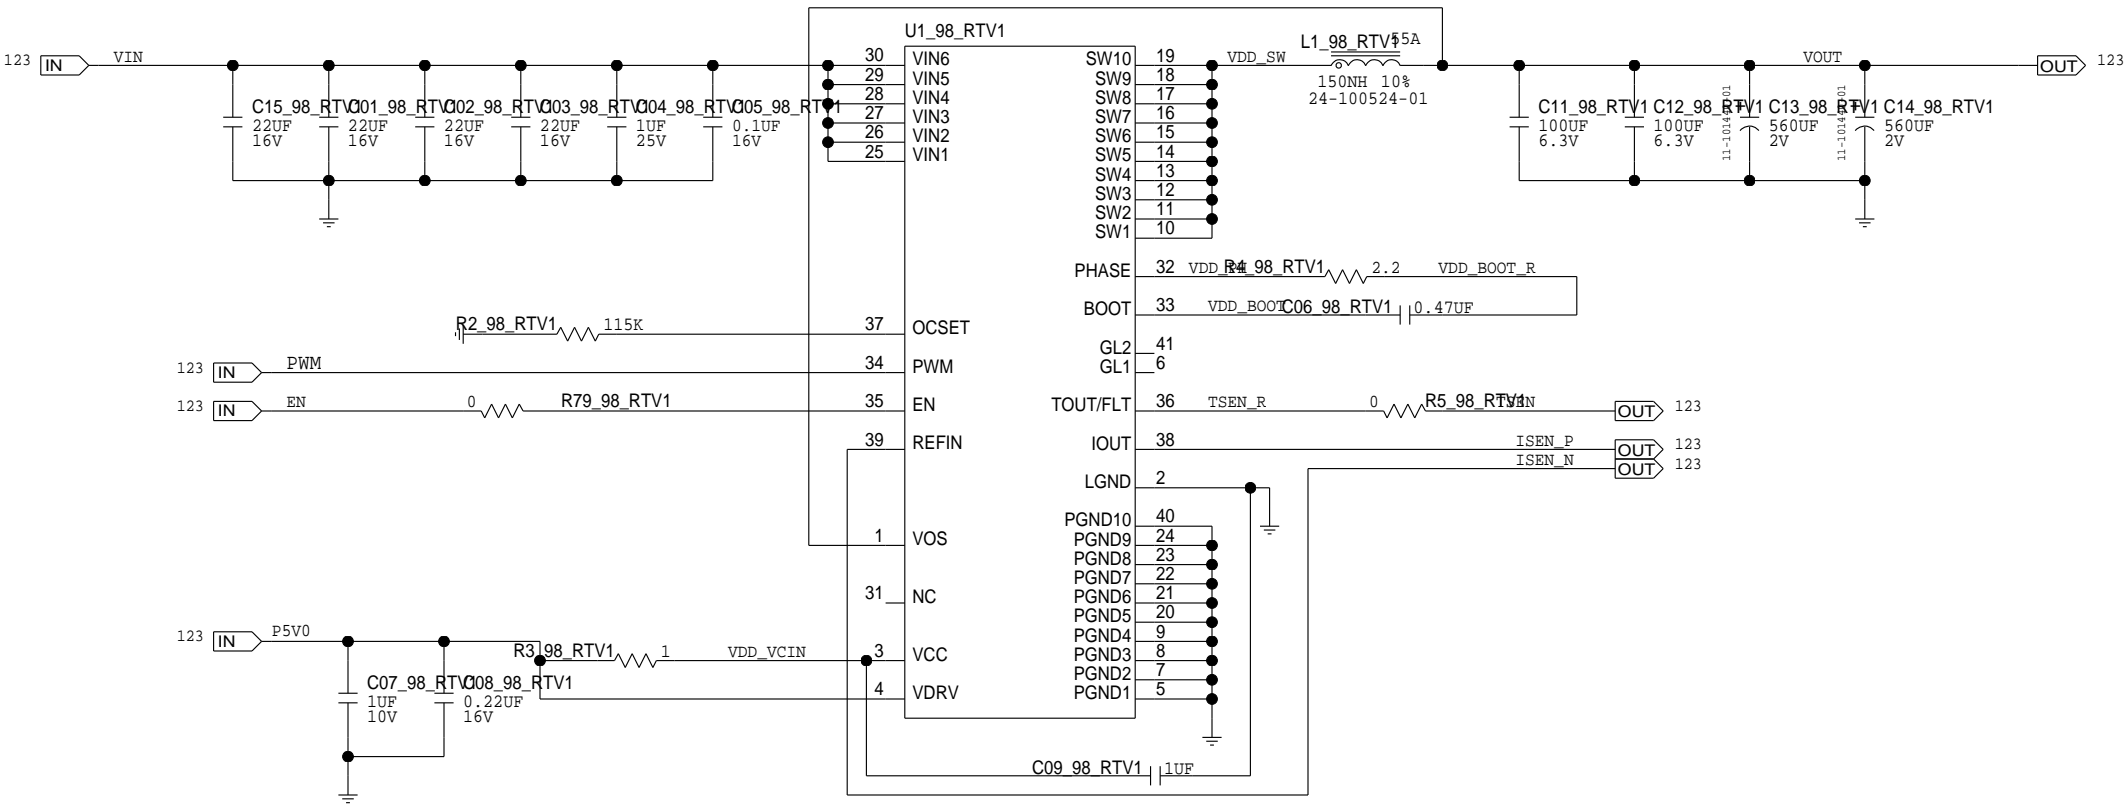 U1_98_RTV1
123 IN VIN
C15_98_RTV1
22UF
16V
C01_98_RTV1
22UF
16V
C02_98_RTV1
22UF
16V
C03_98_RTV1
22UF
16V
C04_98_RTV1
1UF
25V
C05_98_RTV1
0.1UF
16V
30 VIN6
29 VIN5
28 VIN4
27 VIN3
26 VIN2
25 VIN1
SW10 19
SW9 18
SW8 17
SW7 16
SW6 15
SW5 14
SW4 13
SW3 12
SW2 11
SW1 10
VDD_SW
L1_98_RTV1
55A
150NH 10%
24-100524-01
VOUT
OUT 123
C11_98_RTV1
100UF
6.3V
C12_98_RTV1
100UF
6.3V
C13_98_RTV1
560UF
2V
C14_98_RTV1
560UF
2V
PHASE 32
R4_98_RTV1 2.2
VDD_BOOT_R
BOOT 33 VDD_BOOT
C06_98_RTV1 0.47UF
R2_98_RTV1 115K
37 OCSET
GL2 41
GL1 6
123 IN PWM
34 PWM
123 IN EN
0 R79_98_RTV1
35 EN
TOUT/FLT 36 TSEN_R
0 R5_98_RTV1
TSEN
OUT 123
39 REFIN
IOUT 38
ISEN_P OUT 123
ISEN_N OUT 123
LGND 2
1 VOS
31 NC
PGND10 40
PGND9 24
PGND8 23
PGND7 22
PGND6 21
PGND5 20
PGND4 9
PGND3 8
PGND2 7
PGND1 5
123 IN P5V0
R3_98_RTV1 1
VDD_VCIN
3 VCC
4 VDRV
C07_98_RTV1
1UF
10V
C08_98_RTV1
0.22UF
16V
C09_98_RTV1 1UF